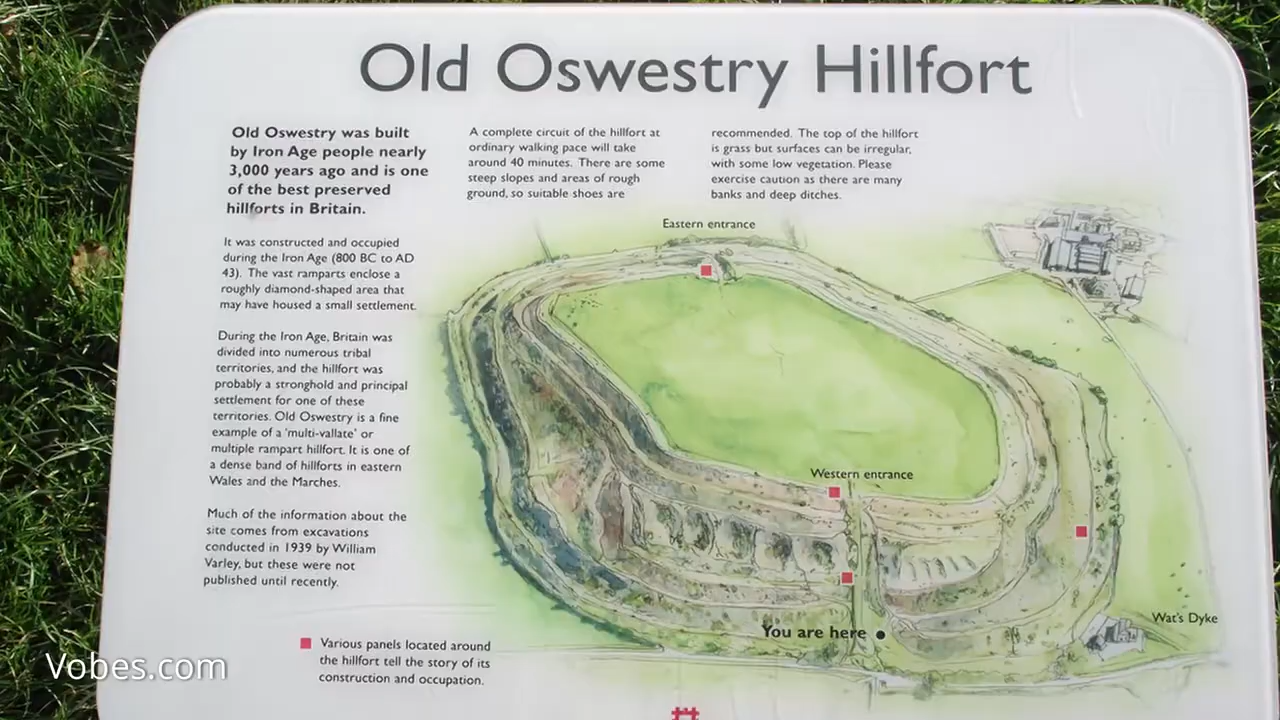 Old Oswestry Hillfort
Old Oswestry was built
by Iron Age people nearly
3,000 years ago and is one
of the best preserved
hillforts in Britain.
It was constructed and occupied
during the Iron Age (800 BC to AD
43). The vast ramparts enclose a
roughly diamond-shaped area that
may have housed a small settlement.
During the Iron Age, Britain was
divided into numerous tribal
territories, and the hillfort was
probably a stronghold and principal
settlement for one of these
territories. Old Oswestry is a fine
example of a 'multi-vallate' or
multiple rampart hillfort. It is one of
a dense band of hillforts in eastern
Wales and the Marches.
Much of the information about the
site comes from excavations
conducted in 1939 by William
Varley, but these were not
published until recently.
A complete circuit of the hillfort at
ordinary walking pace will take
around 40 minutes. There are some
steep slopes and areas of rough
ground, so suitable shoes are
recommended. The top of the hillfort
is grass but surfaces can be irregular,
with some low vegetation. Please
exercise caution as there are many
banks and deep ditches.
Eastern entrance
Western entrance
You are here
Wat's Dyke
Various panels located around
the hillfort tell the story of its
construction and occupation.
Vobes.com